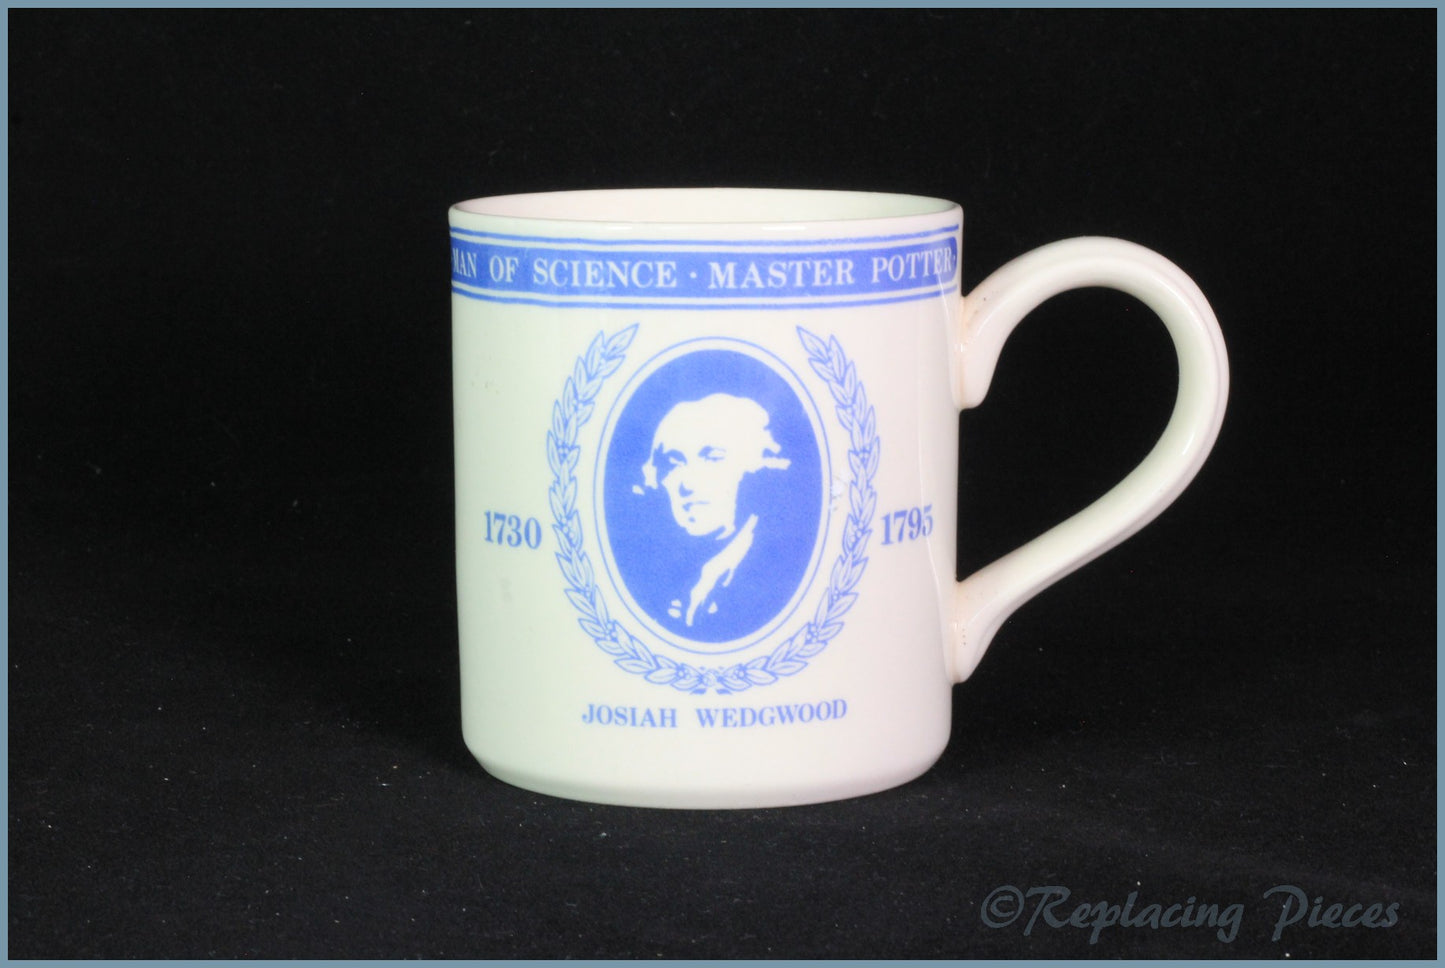 MAN OF SCIENCE · MASTER POTTER ·
1730 1795
JOSIAH WEDGWOOD
©Replacing Pieces